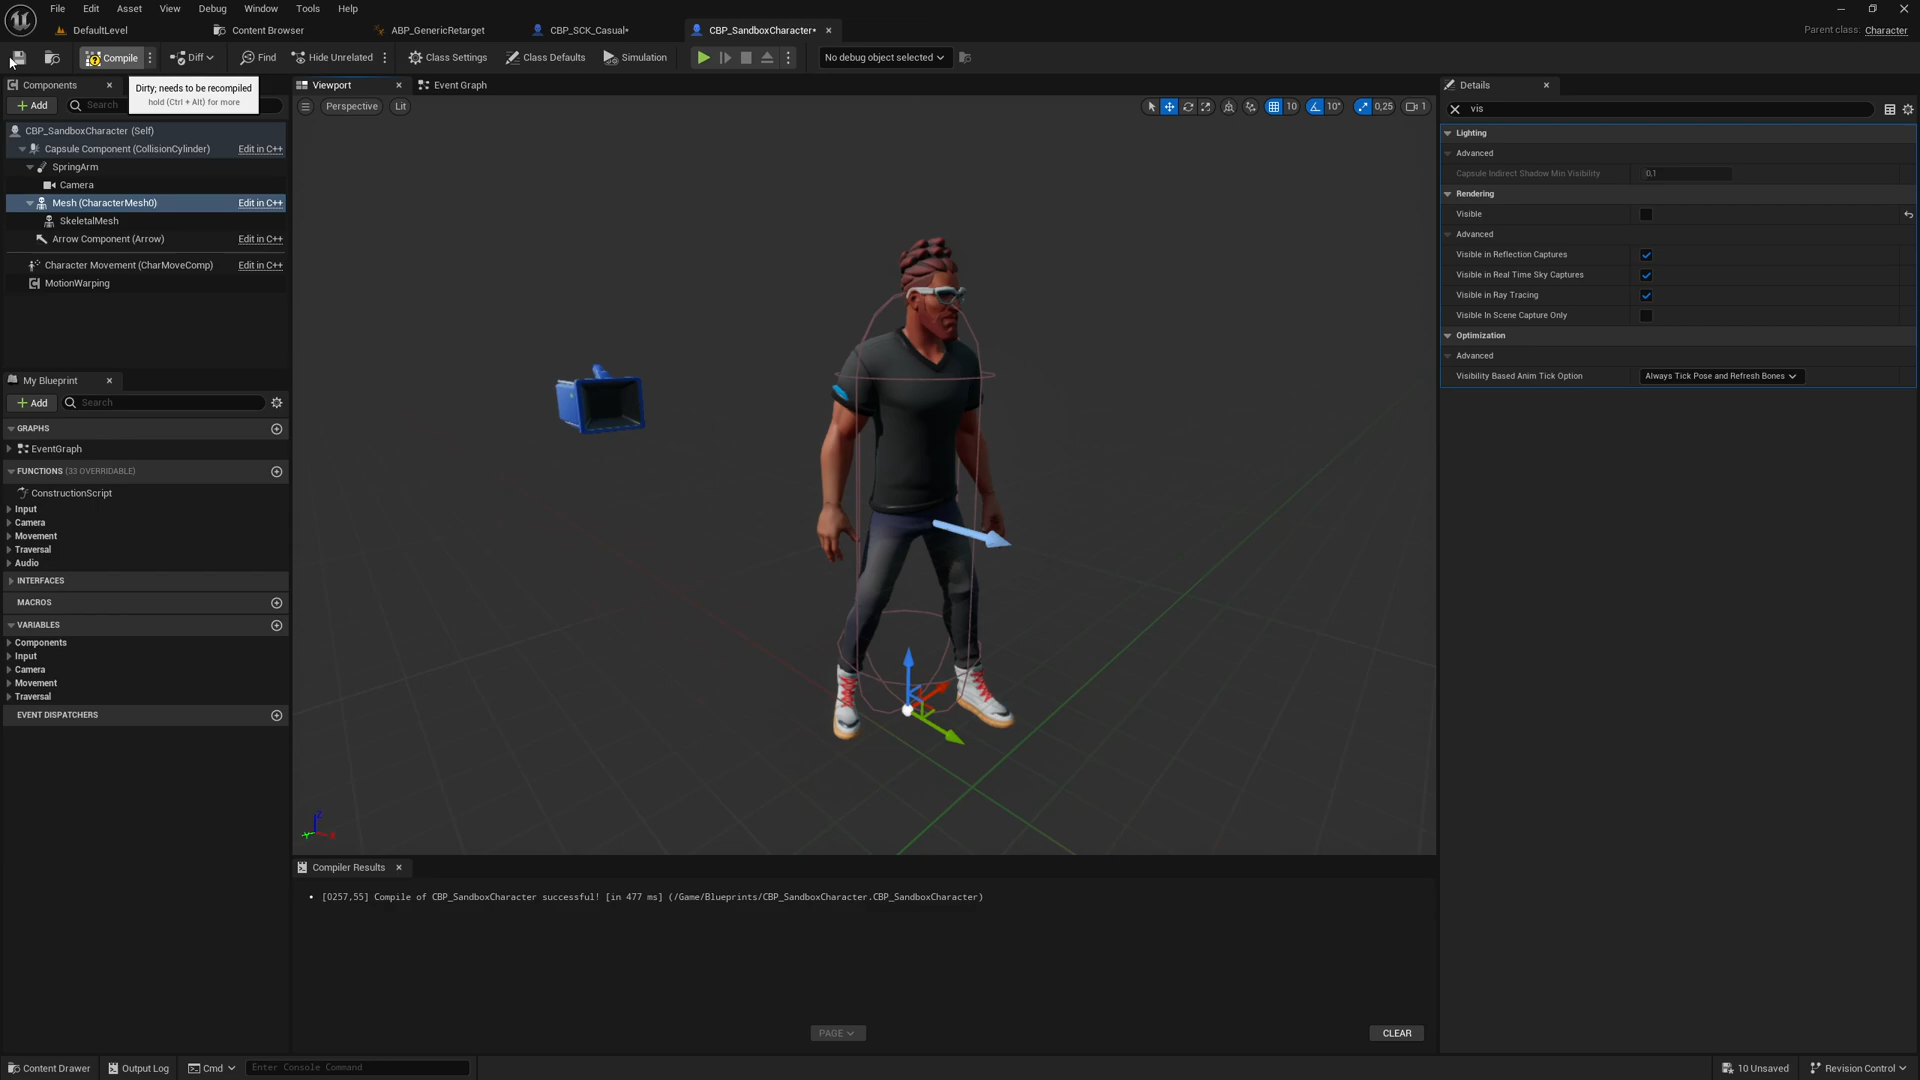 File Edit Asset View Debug Window Tools Help
DefaultLevel Content Browser ABP_GenericRetarget CBP_SCK_Casual* CBP_SandboxCharacter* Parent class: Character
Compile Diff Find Hide Unrelated Class Settings Class Defaults Simulation No debug object selected
Components
Dirty; needs to be recompiled
hold (Ctrl + Alt) for more
Add Search
CBP_SandboxCharacter (Self)
Capsule Component (CollisionCylinder) Edit in C++
SpringArm
Camera
Mesh (CharacterMesh0) Edit in C++
SkeletalMesh
Arrow Component (Arrow) Edit in C++
Character Movement (CharMoveComp) Edit in C++
MotionWarping
My Blueprint
Add Search
GRAPHS
EventGraph
FUNCTIONS (33 OVERRIDABLE)
ConstructionScript
Input
Camera
Movement
Traversal
Audio
INTERFACES
MACROS
VARIABLES
Components
Input
Camera
Movement
Traversal
EVENT DISPATCHERS
Viewport Event Graph
Perspective Lit 10 10° 0,25 1
Z
Compiler Results
[0257,55] Compile of CBP_SandboxCharacter successful! [in 477 ms] (/Game/Blueprints/CBP_SandboxCharacter.CBP_SandboxCharacter)
PAGE CLEAR
Details
vis
Lighting
Advanced
Capsule Indirect Shadow Min Visibility 0.1
Rendering
Visible
Advanced
Visible in Reflection Captures
Visible in Real Time Sky Captures
Visible in Ray Tracing
Visible In Scene Capture Only
Optimization
Advanced
Visibility Based Anim Tick Option Always Tick Pose and Refresh Bones
Content Drawer Output Log Cmd Enter Console Command 10 Unsaved Revision Control